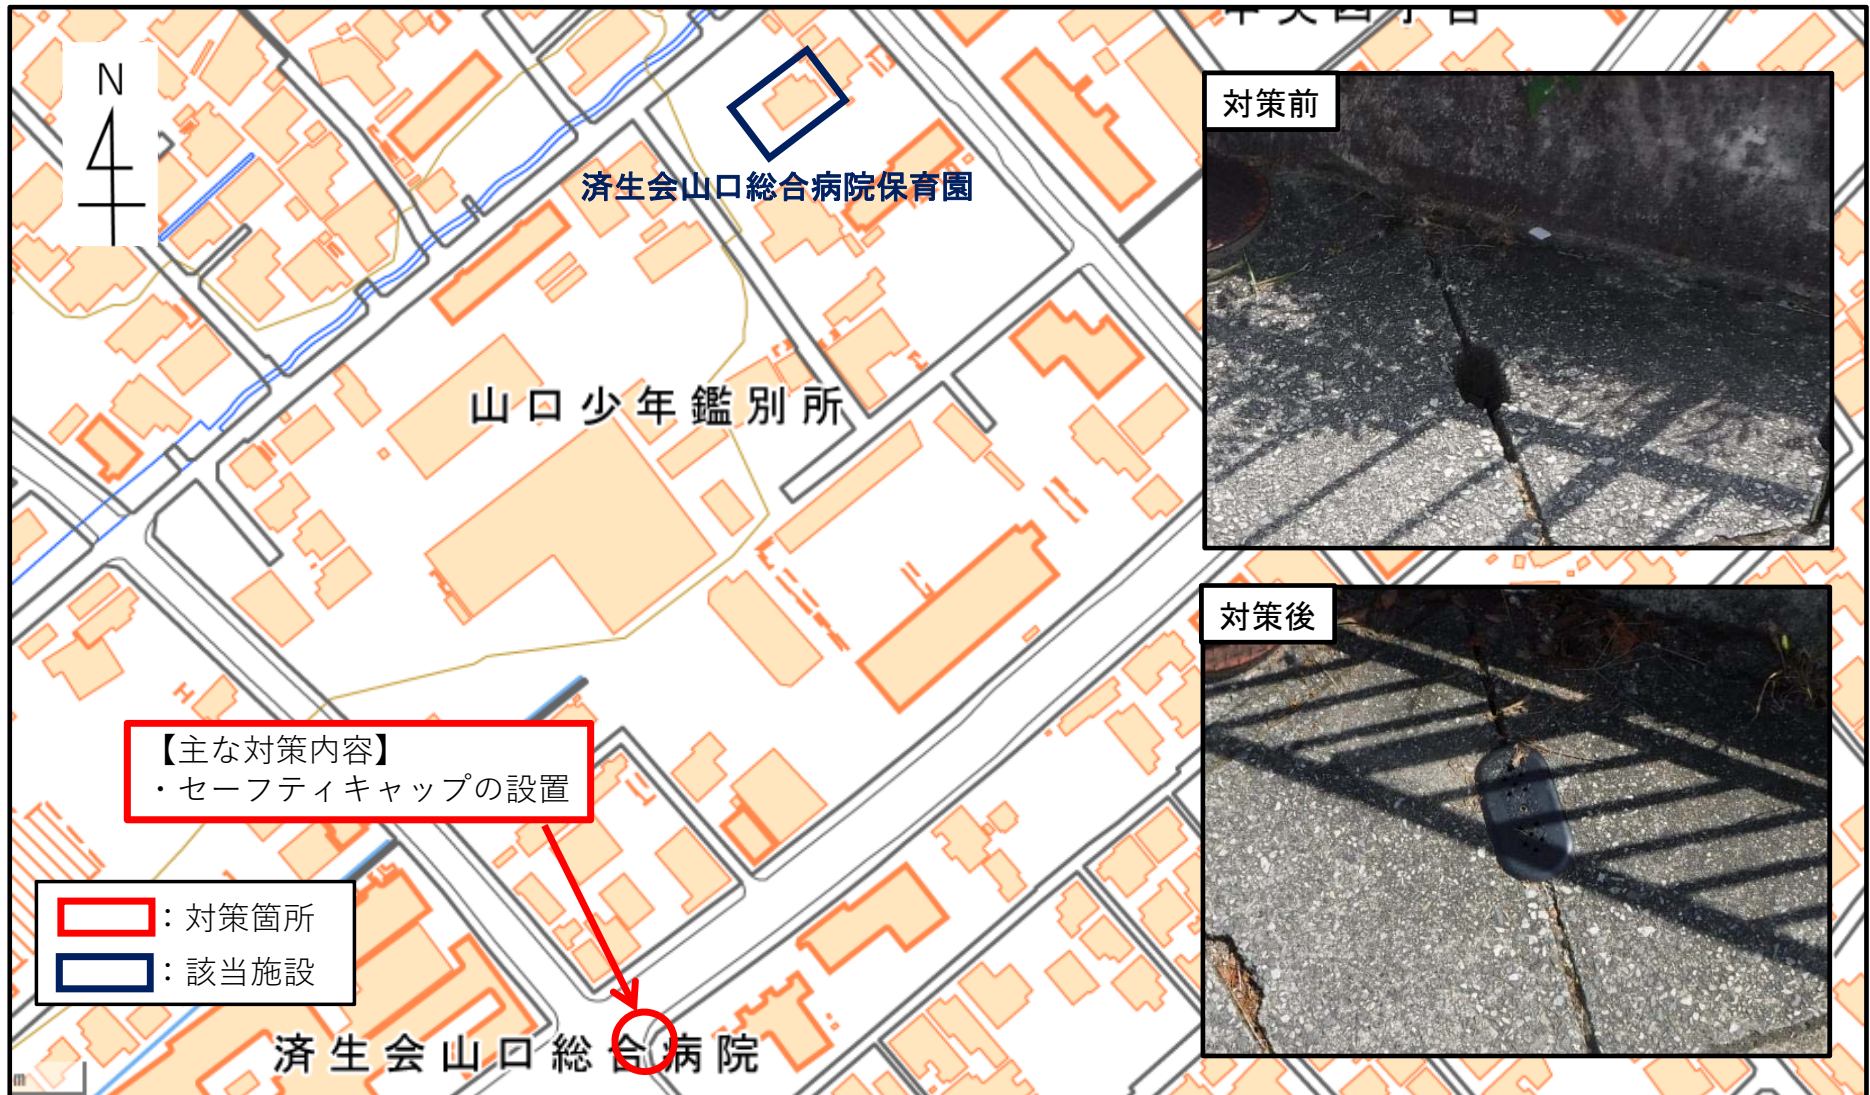 N
対策前
済生会山口総合病院保育園
山口少年鑑別所
対策後
【主な対策内容】
・セーフティキャップの設置
：対策箇所
：該当施設
済生会山口総合病院
m